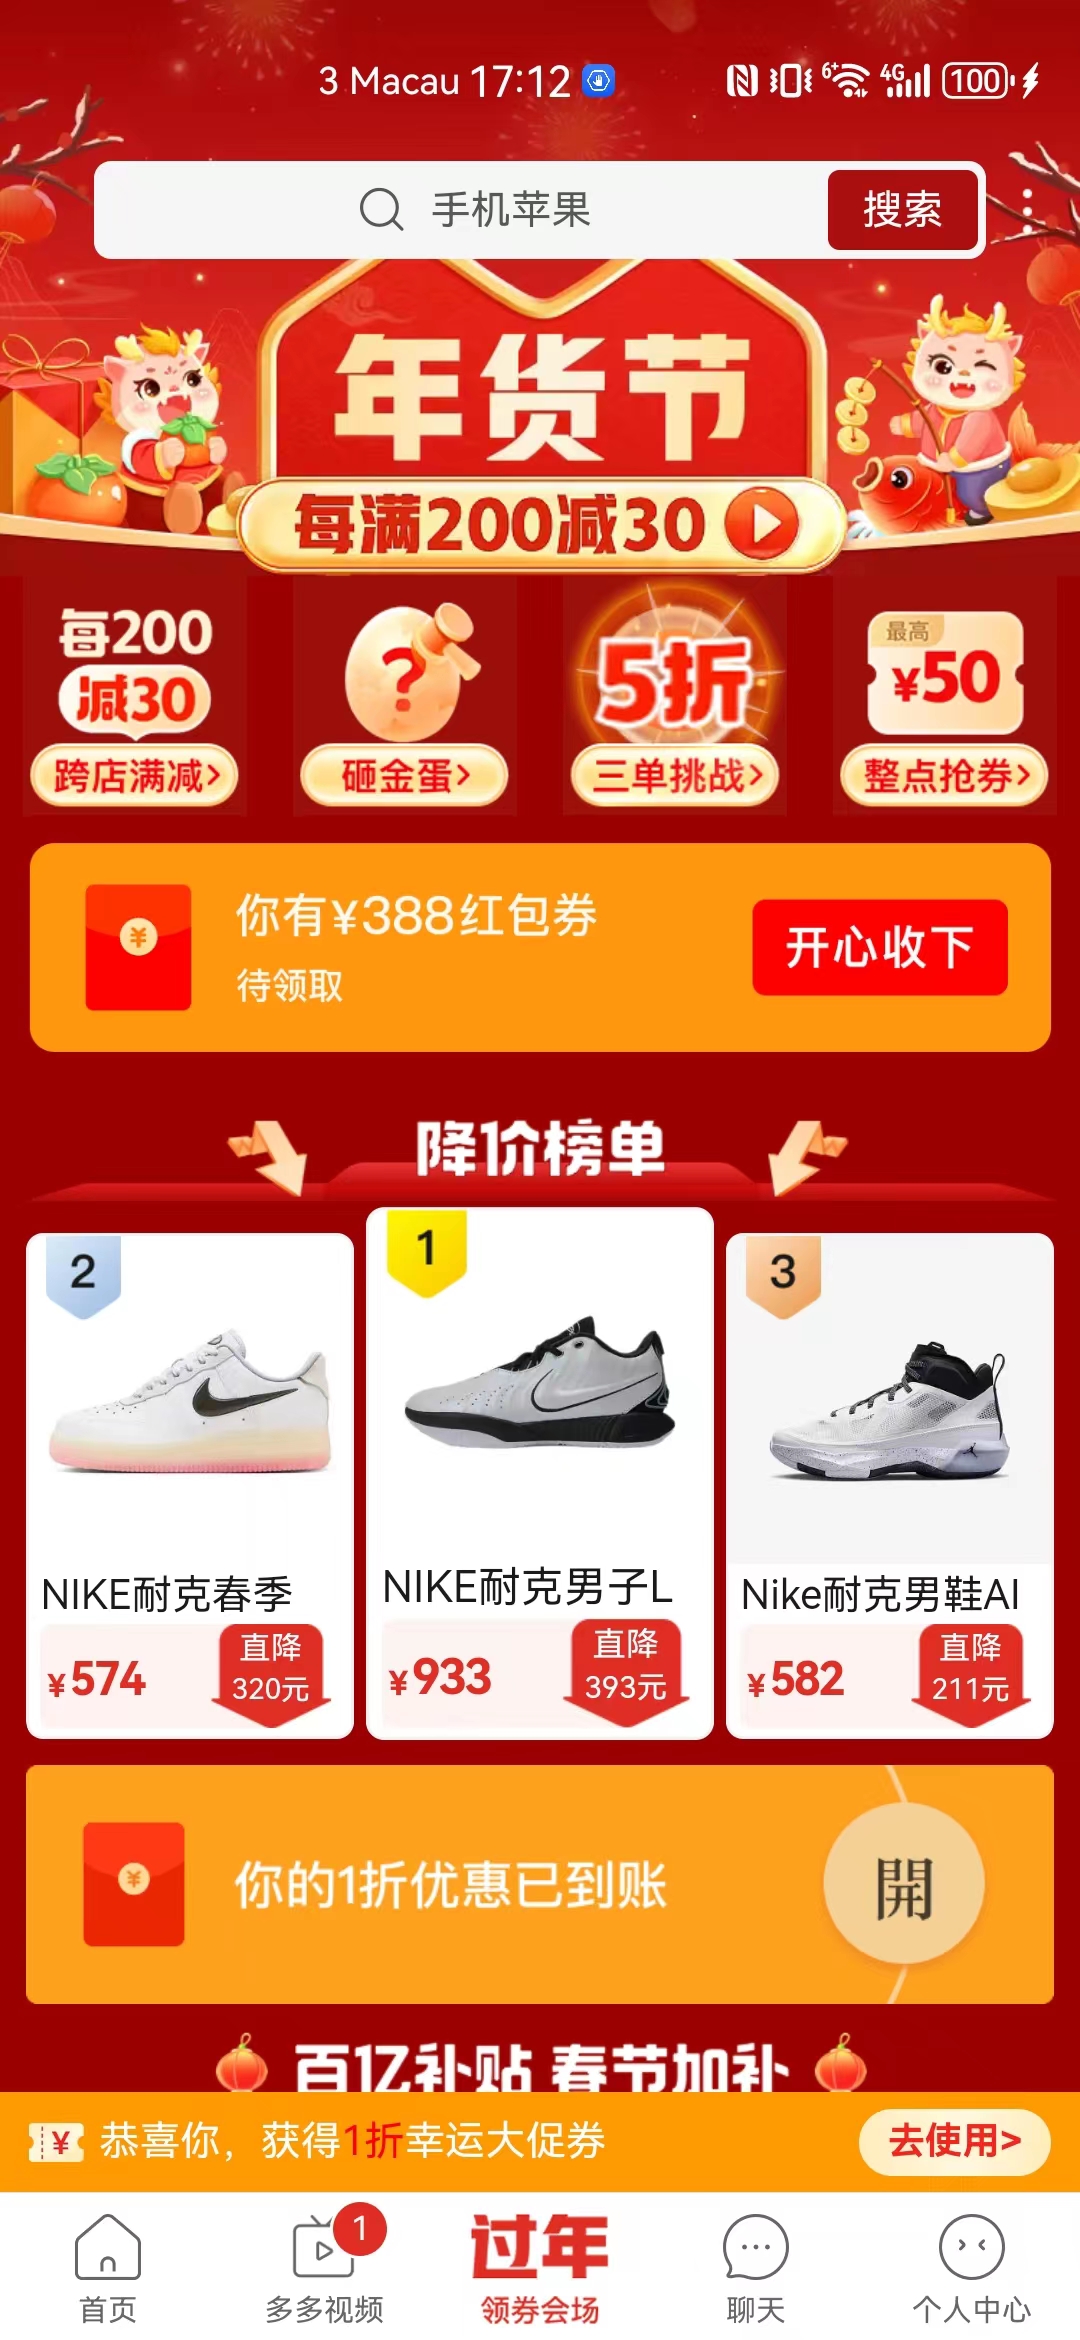 3 Macau 17:12
6+ 4G 100
手机苹果
搜索
年货节
每满200减30
每200
减30
跨店满减>
?
砸金蛋>
5折
三单挑战>
最高
¥50
整点抢券>
¥
你有¥388红包券
待领取
开心收下
降价榜单
2
NIKE耐克春季
¥574
直降
320元
1
NIKE耐克男子L
¥933
直降
393元
3
Nike耐克男鞋AI
¥582
直降
211元
¥
你的1折优惠已到账
開
百亿补贴 春节加补
¥
恭喜你，获得1折幸运大促券
去使用>
首页
1
多多视频
过年
领券会场
聊天
个人中心